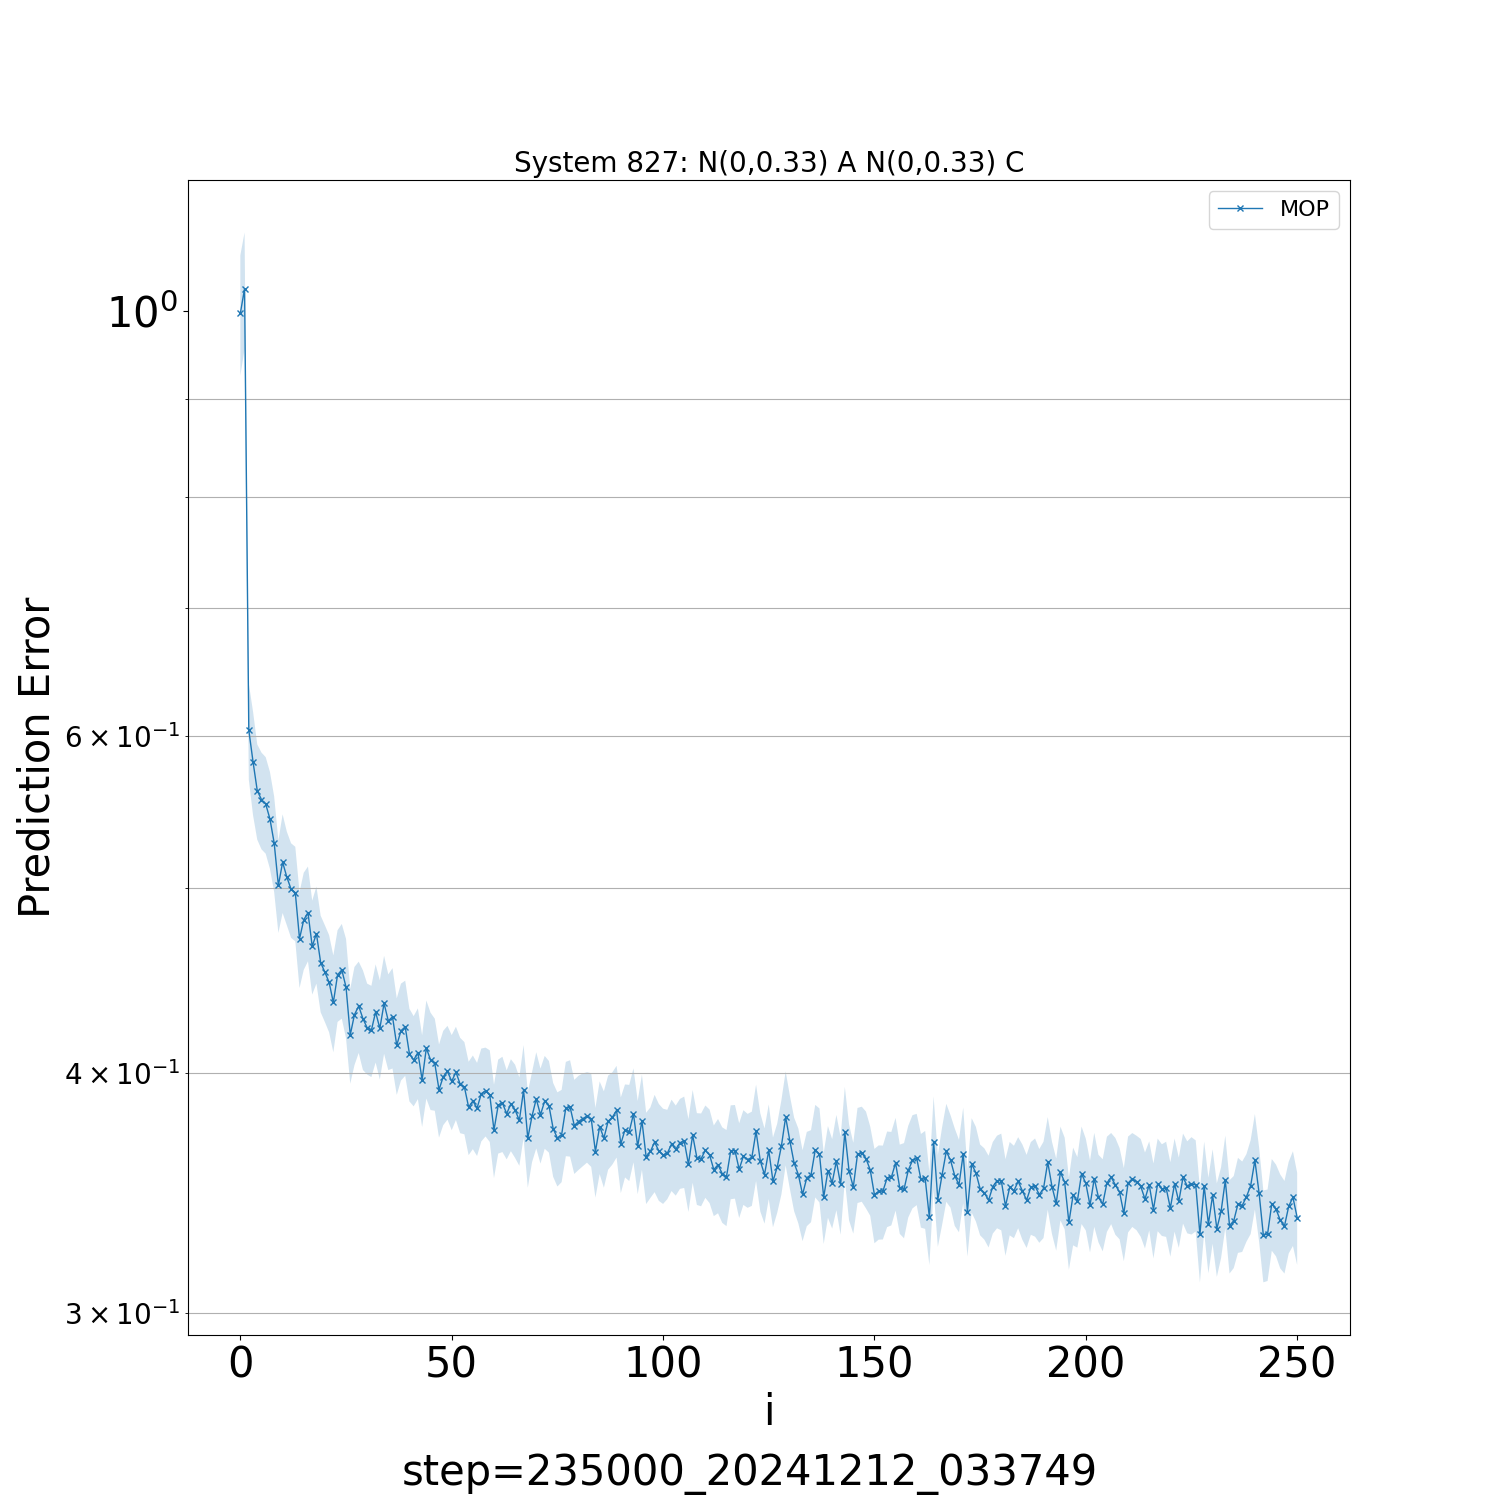 System 827: N(0,0.33) A N(0,0.33) C
MOP
10⁰
6 × 10⁻¹
4 × 10⁻¹
3 × 10⁻¹
Prediction Error
0 50 100 150 200 250
i
step=235000_20241212_033749